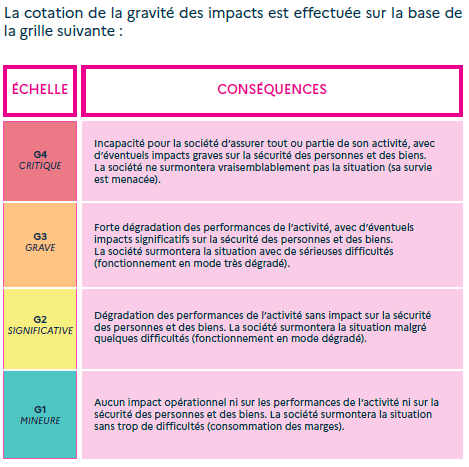 La cotation de la gravité des impacts est effectuée sur la base de
la grille suivante :
ÉCHELLE
CONSÉQUENCES
G4
CRITIQUE
Incapacité pour la société d'assurer tout ou partie de son activité, avec
d'éventuels impacts graves sur la sécurité des personnes et des biens.
La société ne surmontera vraisemblablement pas la situation (sa survie
est menacée).
G3
GRAVE
Forte dégradation des performances de l'activité, avec d'éventuels
impacts significatifs sur la sécurité des personnes et des biens.
La société surmontera la situation avec de sérieuses difficultés
(fonctionnement en mode très dégradé).
G2
SIGNIFICATIVE
Dégradation des performances de l'activité sans impact sur la sécurité
des personnes et des biens. La société surmontera la situation malgré
quelques difficultés (fonctionnement en mode dégradé).
G1
MINEURE
Aucun impact opérationnel ni sur les performances de l'activité ni sur la
sécurité des personnes et des biens. La société surmontera la situation
sans trop de difficultés (consommation des marges).